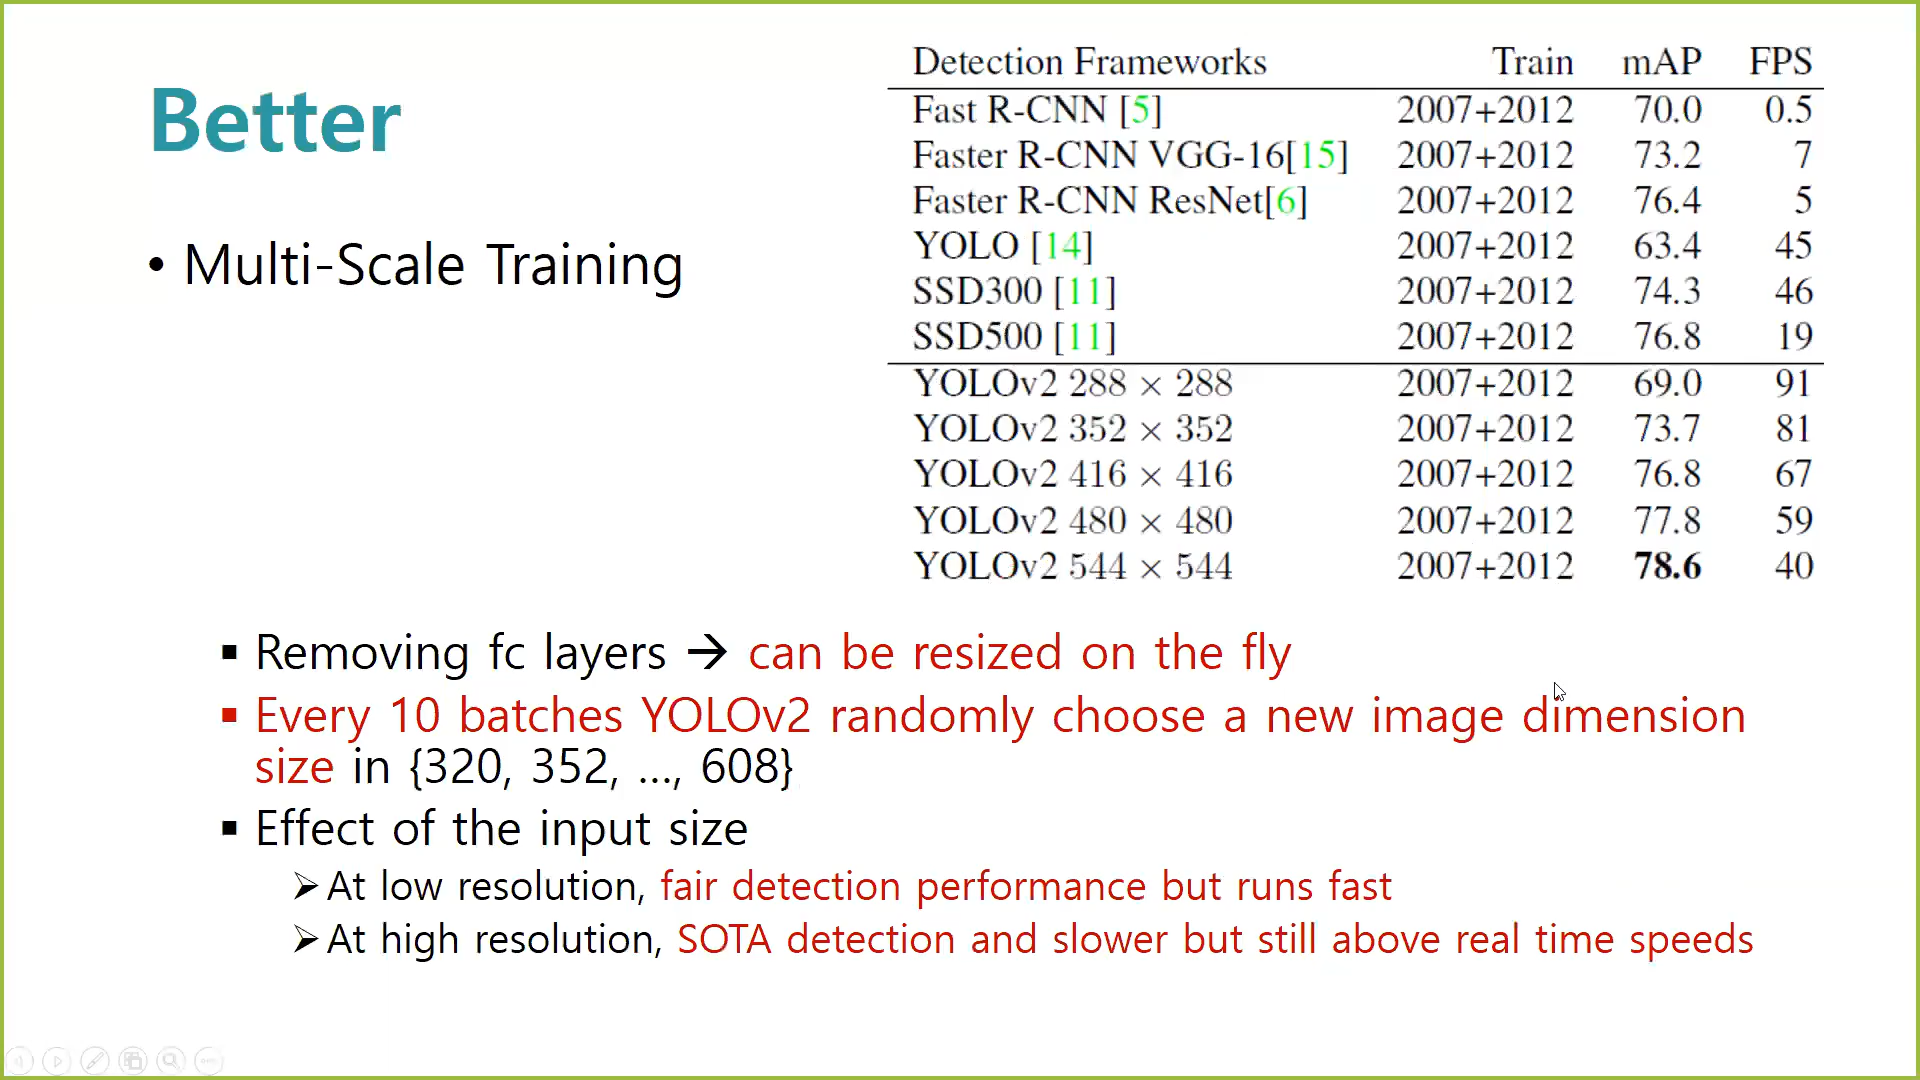 Better
• Multi-Scale Training
Detection Frameworks Train mAP FPS
Fast R-CNN [5] 2007+2012 70.0 0.5
Faster R-CNN VGG-16[15] 2007+2012 73.2 7
Faster R-CNN ResNet[6] 2007+2012 76.4 5
YOLO [14] 2007+2012 63.4 45
SSD300 [11] 2007+2012 74.3 46
SSD500 [11] 2007+2012 76.8 19
YOLOv2 288 × 288 2007+2012 69.0 91
YOLOv2 352 × 352 2007+2012 73.7 81
YOLOv2 416 × 416 2007+2012 76.8 67
YOLOv2 480 × 480 2007+2012 77.8 59
YOLOv2 544 × 544 2007+2012 78.6 40
▪ Removing fc layers → can be resized on the fly
▪ Every 10 batches YOLOv2 randomly choose a new image dimension
size in {320, 352, ..., 608}
▪ Effect of the input size
➢ At low resolution, fair detection performance but runs fast
➢ At high resolution, SOTA detection and slower but still above real time speeds